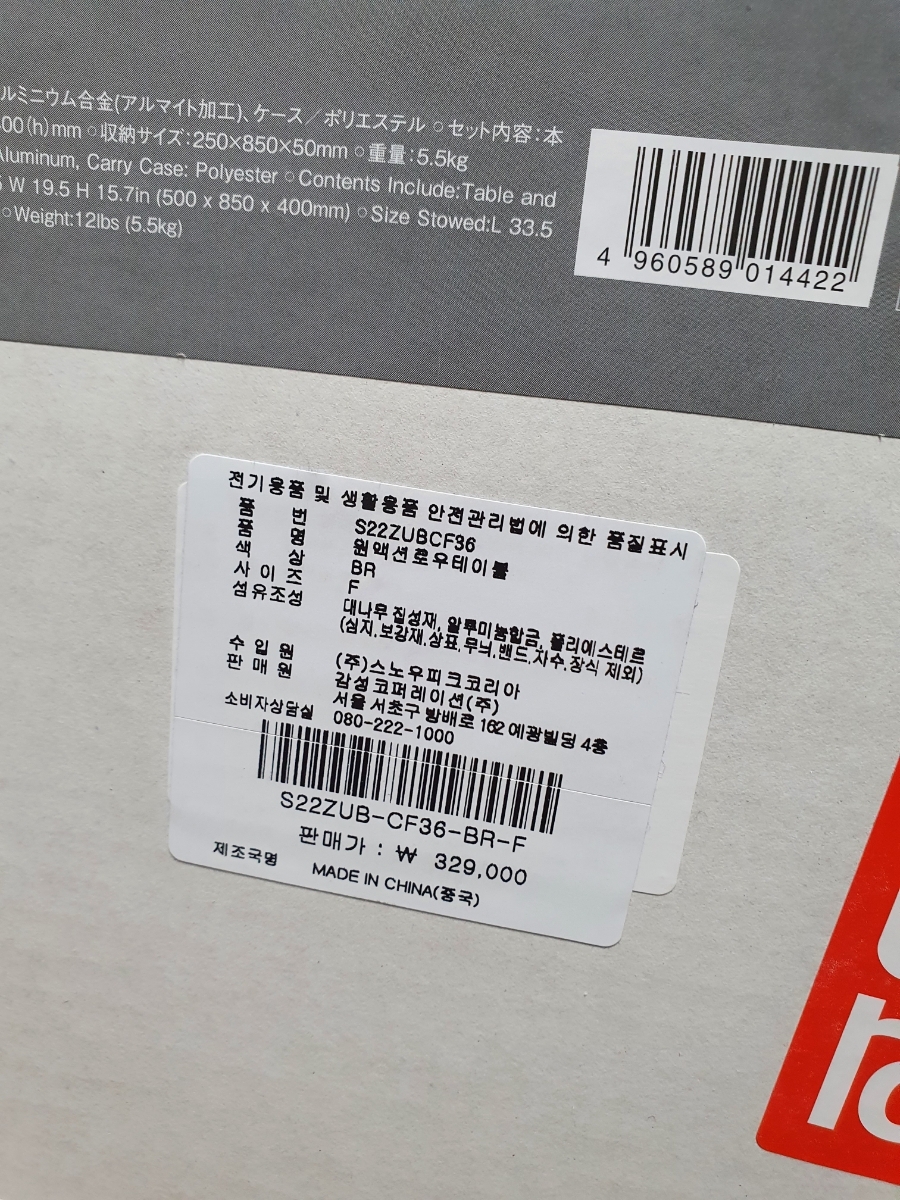 ルミニウム合金(アルマイト加工)、ケース／ポリエステル ○セット内容：本
00(h)mm ○収納サイズ：250×850×50mm ○重量：5.5kg
Aluminum, Carry Case: Polyester ○Contents Include:Table and
W 19.5 H 15.7in (500 x 850 x 400mm) ○Size Stowed:L 33.5
○Weight:12lbs (5.5kg)
4 960589 014422
전기용품 및 생활용품 안전관리법에 의한 품질표시
품 번 S22ZUBCF36
품 명 원액션로우테이블
색 상 BR
사 이 즈 F
섬유조성 대나무 집성재, 알루미늄합금, 폴리에스테르
(심지,보강재,상표,무늬,밴드,자수,장식 제외)
수 입 원 (주)스노우피크코리아
판 매 원 감성코퍼레이션(주)
서울 서초구 방배로 162 예광빌딩 4층
소비자상담실 080-222-1000
S22ZUB-CF36-BR-F
판매가 : ₩ 329,000
제조국명 MADE IN CHINA(중국)